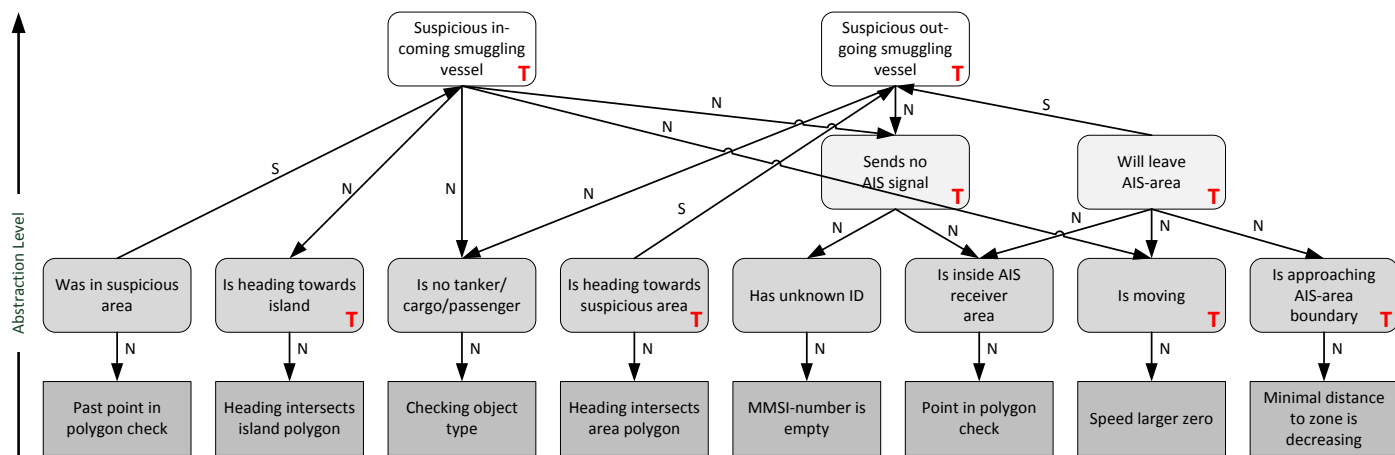 Abstraction Level
Suspicious in-
coming smuggling
vessel
T
Suspicious out-
going smuggling
vessel
T
N
N
N
S
S
N
N
N
S
Sends no
AIS signal
T
Will leave
AIS-area
T
N
N
N
N
N
Was in suspicious
area
Is heading towards
island
T
Is no tanker/
cargo/passenger
Is heading towards
suspicious area
T
Has unknown ID
Is inside AIS
receiver
area
Is moving
T
Is approaching
AIS-area
boundary
T
N
N
N
N
N
N
N
N
Past point in
polygon check
Heading intersects
island polygon
Checking object
type
Heading intersects
area polygon
MMSI-number is
empty
Point in polygon
check
Speed larger zero
Minimal distance
to zone is
decreasing